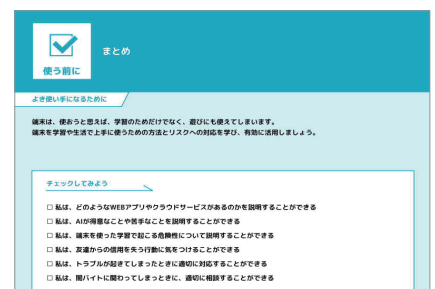 まとめ
使う前に
よき使い手になるために
端末は、使おうと思えば、学習のためだけでなく、遊びにも使えてしまいます。
端末を学習や生活で上手に使うための方法とリスクへの対応を学び、有効に活用しましょう。
チェックしてみよう
□ 私は、どのようなWEBアプリやクラウドサービスがあるのかを説明することができる
□ 私は、AIが得意なことや苦手なことを説明することができる
□ 私は、端末を使った学習で起こる危険性について説明することができる
□ 私は、友達からの信用を失う行動に気をつけることができる
□ 私は、トラブルが起きてしまったときに適切に対応することができる
□ 私は、闇バイトに関わってしまっときに、適切に相談することができる